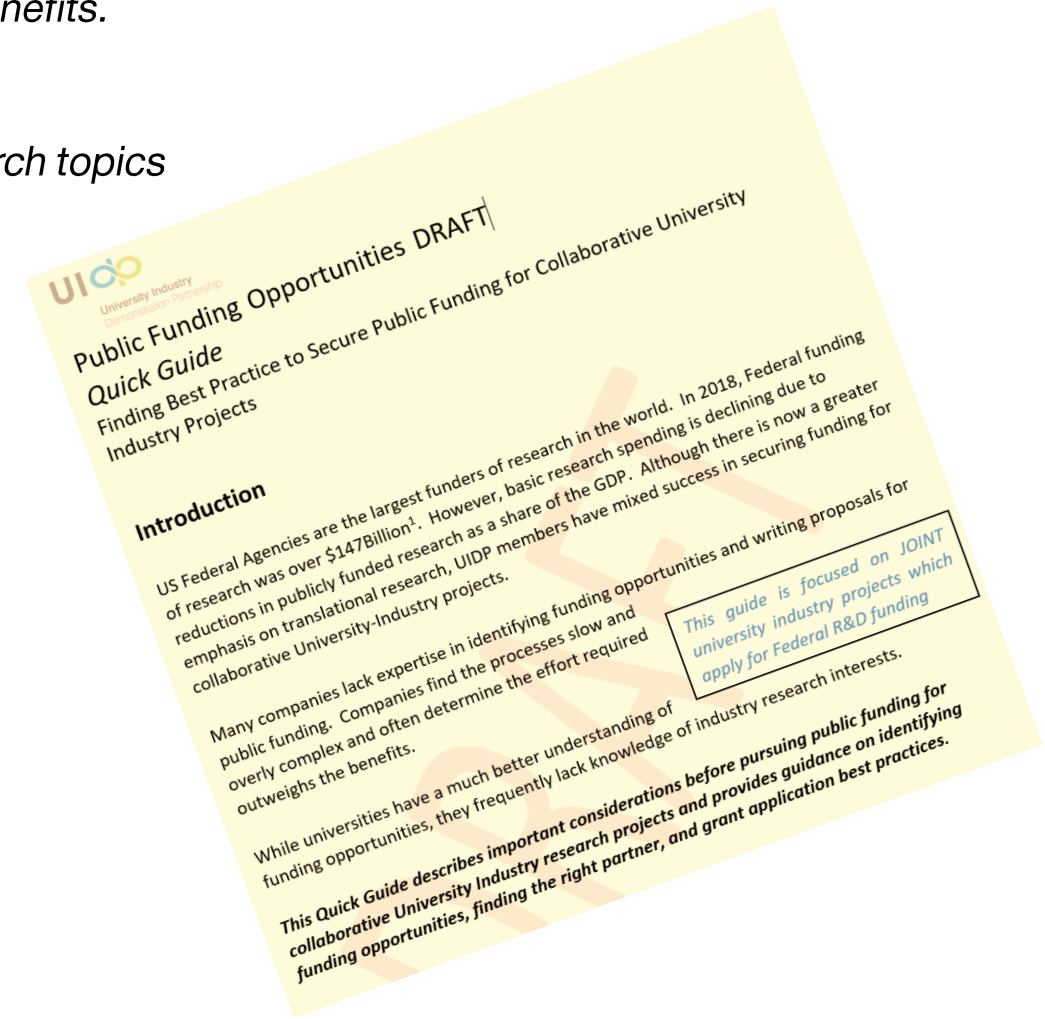 nefits.
rch topics
UIDP
University Industry
Demonstration Partnership
Public Funding Opportunities DRAFT
Quick Guide
Finding Best Practice to Secure Public Funding for Collaborative University
Industry Projects
Introduction
US Federal Agencies are the largest funders of research in the world. In 2018, Federal funding
of research was over $147Billion1. However, basic research spending is declining due to
reductions in publicly funded research as a share of the GDP. Although there is now a greater
emphasis on translational research, UIDP members have mixed success in securing funding for
collaborative University-Industry projects.
Many companies lack expertise in identifying funding opportunities and writing proposals for
public funding. Companies find the processes slow and
overly complex and often determine the effort required
outweighs the benefits.
This guide is focused on JOINT
university industry projects which
apply for Federal R&D funding
While universities have a much better understanding of
funding opportunities, they frequently lack knowledge of industry research interests.
This Quick Guide describes important considerations before pursuing public funding for
collaborative University Industry research projects and provides guidance on identifying
funding opportunities, finding the right partner, and grant application best practices.
DRAFT